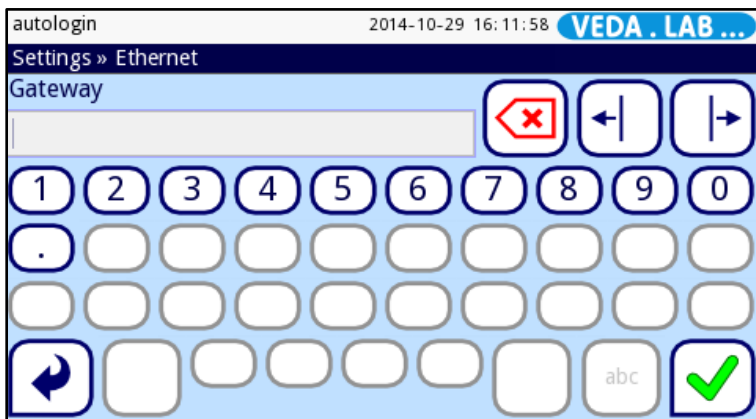 autologin 2014-10-29 16:11:58 VEDA . LAB ...
Settings » Ethernet
Gateway
1 2 3 4 5 6 7 8 9 0
.
abc